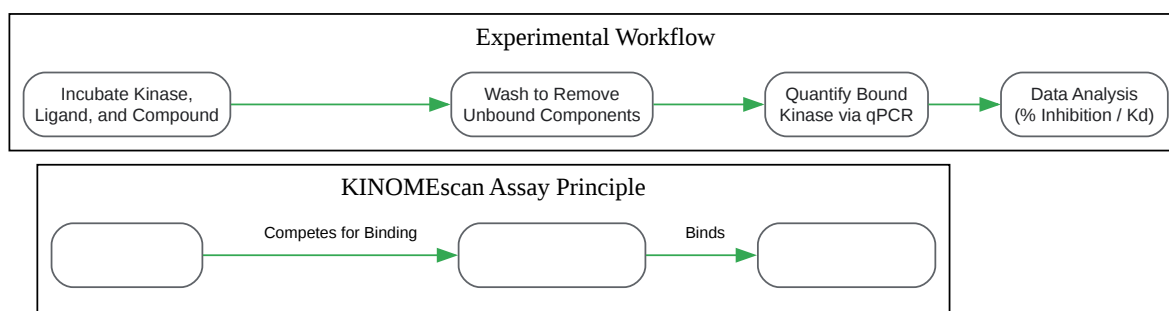 Experimental Workflow
Incubate Kinase,
Ligand, and Compound
Wash to Remove
Unbound Components
Quantify Bound
Kinase via qPCR
Data Analysis
(% Inhibition / Kd)
KINOMEscan Assay Principle
Competes for Binding
Binds